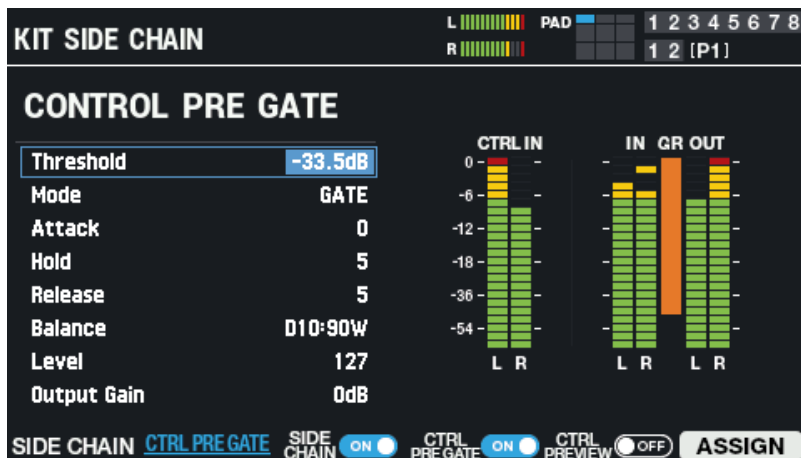 KIT SIDE CHAIN
L PAD 1 2 3 4 5 6 7 8
R 1 2 [P1]
CONTROL PRE GATE
CTRL IN IN GR OUT
Threshold -33.5dB
Mode GATE
Attack 0
Hold 5
Release 5
Balance D10:90W
Level 127
Output Gain 0dB
0
-6
-12
-18
-36
-54
L R L R L R
SIDE CHAIN CTRL PRE GATE SIDE CHAIN ON CTRL PRE GATE ON CTRL PREVIEW OFF ASSIGN